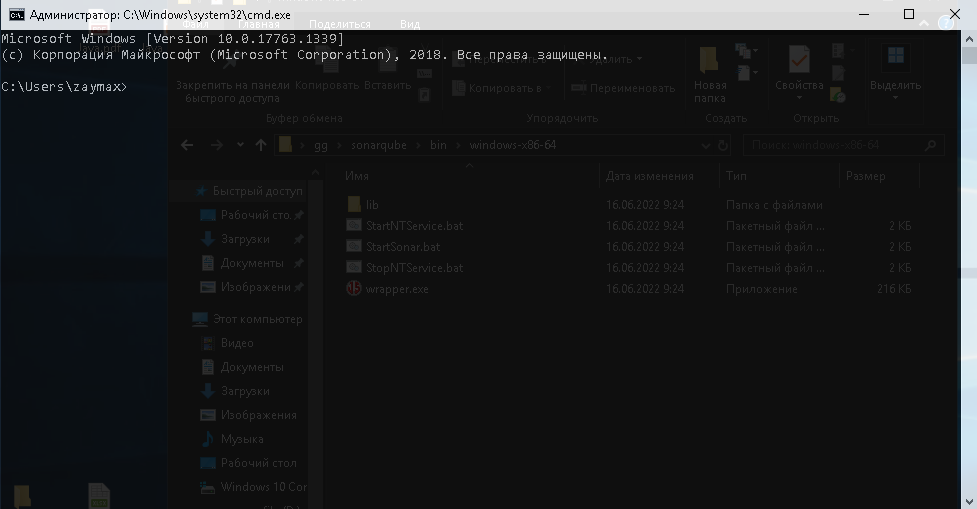 Администратор: C:\Windows\system32\cmd.exe
Главная Поделиться Вид
Microsoft Windows [Version 10.0.17763.1339]
(c) Корпорация Майкрософт (Microsoft Corporation), 2018. Все права защищены.
C:\Users\zaymax>
Закрепить на панели быстрого доступа
Копировать
Вставить
Удалить
Копировать в
Переименовать
Новая папка
Свойства
Выделить
Буфер обмена
Упорядочить
Создать
Открыть
gg > sonarqube > bin > windows-x86-64
Поиск: windows-x86-64
Имя Дата изменения Тип Размер
lib 16.06.2022 9:24 Папка с файлами
StartNTService.bat 16.06.2022 9:24 Пакетный файл ... 2 КБ
StartSonar.bat 16.06.2022 9:24 Пакетный файл ... 2 КБ
StopNTService.bat 16.06.2022 9:24 Пакетный файл ... 2 КБ
wrapper.exe 16.06.2022 9:24 Приложение 216 КБ
Быстрый доступ
Рабочий сто.
Загрузки
Документы
Изображени
Этот компьютер
Видео
Документы
Загрузки
Изображения
Музыка
Рабочий стол
Windows 10 Cor